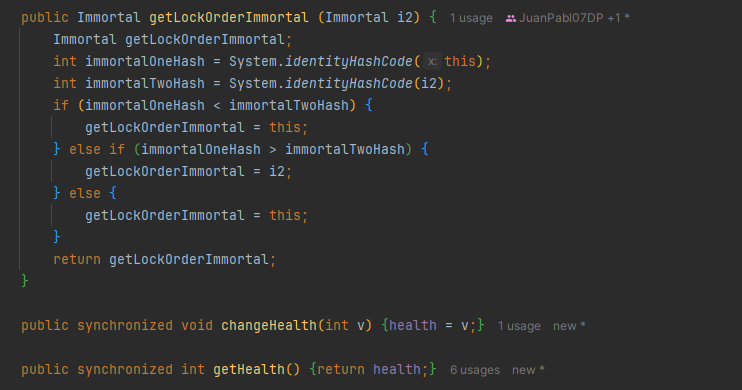 public Immortal getLockOrderImmortal (Immortal i2) { 1 usage JuanPabl07DP +1 *
Immortal getLockOrderImmortal;
int immortalOneHash = System.identityHashCode( x: this);
int immortalTwoHash = System.identityHashCode(i2);
if (immortalOneHash < immortalTwoHash) {
getLockOrderImmortal = this;
} else if (immortalOneHash > immortalTwoHash) {
getLockOrderImmortal = i2;
} else {
getLockOrderImmortal = this;
}
return getLockOrderImmortal;
}
public synchronized void changeHealth(int v) {health = v;} 1 usage new *
public synchronized int getHealth() {return health;} 6 usages new *